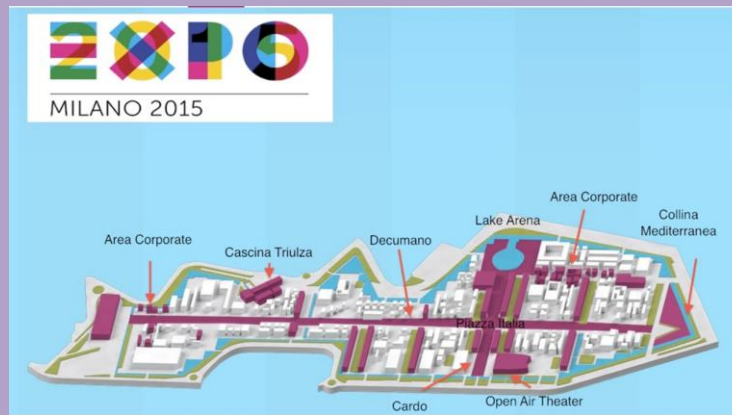 EXPO
MILANO 2015
Area Corporate
Cascina Triulza
Decumano
Lake Arena
Area Corporate
Collina
Mediterranea
Piazza Italia
Cardo
Open Air Theater